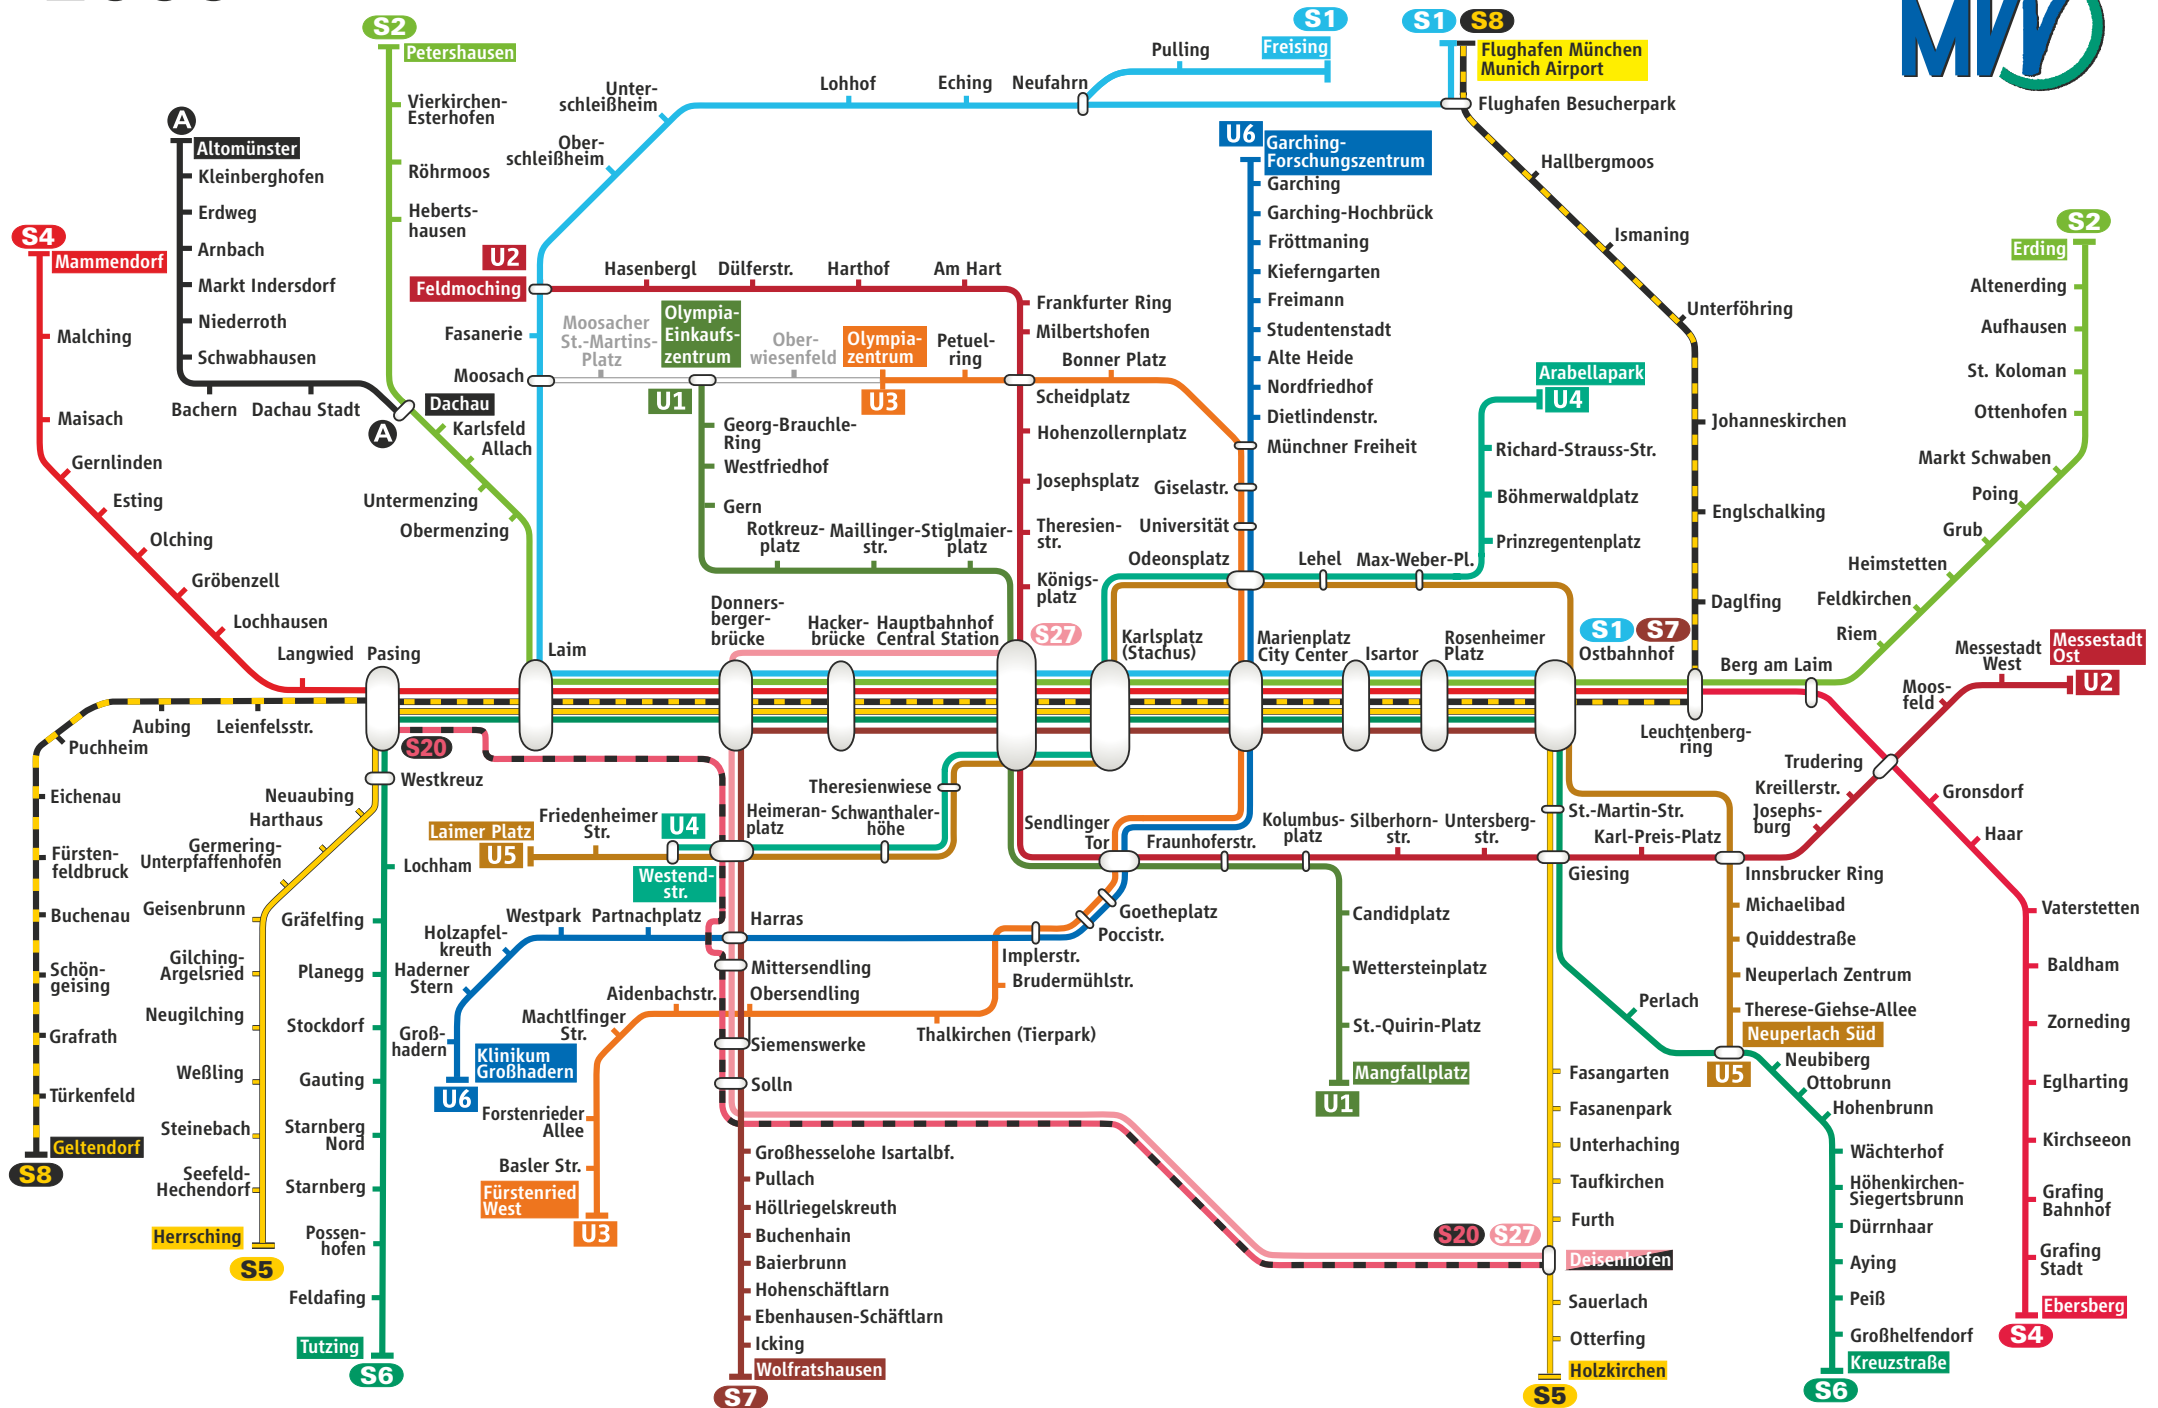 S2
Petershausen
Vierkirchen-
Esterhofen
Röhrmoos
Heberts-
hausen
A
Altomünster
Kleinberghofen
Erdweg
Arnbach
Markt Indersdorf
Niederroth
Schwabhausen
Bachern
Dachau Stadt
A
Dachau
Karlsfeld
Allach
Untermenzing
Obermenzing
S4
Mammendorf
Malching
Maisach
Gernlinden
Esting
Olching
Gröbenzell
Lochhausen
Langwied
Pasing
S1
Freising
Pulling
Neufahrn
Eching
Lohhof
Unter-
schleißheim
Ober-
schleißheim
S1
S8
Flughafen München
Munich Airport
Flughafen Besucherpark
Hallbergmoos
Ismaning
Unterföhring
Johanneskirchen
Englschalking
Daglfing
MVV
U2
Feldmoching
Hasenbergl
Dülferstr.
Harthof
Am Hart
Frankfurter Ring
Milbertshofen
Fasanerie
Moosach
Moosacher
St.-Martins-
Platz
Olympia-
Einkaufs-
zentrum
U1
Ober-
wiesenfeld
Olympia-
zentrum
U3
Petuel-
ring
Bonner Platz
Scheidplatz
Hohenzollernplatz
Josephsplatz
Theresien-
str.
Königs-
platz
Georg-Brauchle-
Ring
Westfriedhof
Gern
Rotkreuz-
platz
Maillinger-
str.
Stiglmaier-
platz
U6
Garching-
Forschungszentrum
Garching
Garching-Hochbrück
Fröttmaning
Kieferngarten
Freimann
Studentenstadt
Alte Heide
Nordfriedhof
Dietlindenstr.
Münchner Freiheit
Giselastr.
Universität
Odeonsplatz
Lehel
Max-Weber-Pl.
Arabellapark
U4
Richard-Strauss-Str.
Böhmerwaldplatz
Prinzregentenplatz
S2
Erding
Altenerding
Aufhausen
St. Koloman
Ottenhofen
Markt Schwaben
Poing
Grub
Heimstetten
Feldkirchen
Riem
Berg am Laim
Messestadt
West
Messestadt
Ost
U2
Moos-
feld
Trudering
Kreillerstr.
Josephs-
burg
Laim
Donners-
berger-
brücke
Hacker-
brücke
Hauptbahnhof
Central Station
S27
Karlsplatz
(Stachus)
Marienplatz
City Center
Isartor
Rosenheimer
Platz
S1
S7
Ostbahnhof
Leuchtenberg-
ring
Aubing
Leienfelsstr.
Puchheim
Eichenau
Fürsten-
feldbruck
Buchenau
Schön-
geising
Grafrath
Türkenfeld
Geltendorf
S8
S20
Westkreuz
Neuaubing
Harthaus
Germering-
Unterpfaffenhofen
Geisenbrunn
Gilching-
Argelsried
Neugilching
Weßling
Steinebach
Seefeld-
Hechendorf
Herrsching
S5
Lochham
Gräfelfing
Planegg
Stockdorf
Gauting
Starnberg
Nord
Starnberg
Possen-
hofen
Feldafing
Tutzing
S6
Laimer Platz
U5
Friedenheimer
Str.
U4
Westend-
str.
Heimeran-
platz
Schwanthaler-
höhe
Theresienwiese
Holzapfel-
kreuth
Westpark
Partnachplatz
Harras
Haderner
Stern
Groß-
hadern
Klinikum
Großhadern
U6
Mittersendling
Obersendling
Siemenswerke
Solln
Aidenbachstr.
Machtlfinger
Str.
Forstenrieder
Allee
Basler Str.
Fürstenried
West
U3
Thalkirchen (Tierpark)
Brudermühlstr.
Implerstr.
Poccistr.
Goetheplatz
Sendlinger
Tor
Fraunhoferstr.
Kolumbus-
platz
Silberhorn-
str.
Untersberg-
str.
St.-Martin-Str.
Karl-Preis-Platz
Giesing
Innsbrucker Ring
Michaelibad
Quiddestraße
Neuperlach Zentrum
Therese-Giehse-Allee
Neuperlach Süd
U5
Candidplatz
Wettersteinplatz
St.-Quirin-Platz
Mangfallplatz
U1
Großhesselohe Isartalbf.
Pullach
Höllriegelskreuth
Buchenhain
Baierbrunn
Hohenschäftlarn
Ebenhausen-Schäftlarn
Icking
Wolfratshausen
S7
Fasangarten
Fasanenpark
Unterhaching
Taufkirchen
Furth
S20
S27
Deisenhofen
Sauerlach
Otterfing
Holzkirchen
S5
Perlach
Neubiberg
Ottobrunn
Hohenbrunn
Wächterhof
Höhenkirchen-
Siegertsbrunn
Dürrnhaar
Aying
Peiß
Großhelfendorf
Kreuzstraße
S6
Gronsdorf
Haar
Vaterstetten
Baldham
Zorneding
Eglharting
Kirchseeon
Grafing
Bahnhof
Grafing
Stadt
Ebersberg
S4